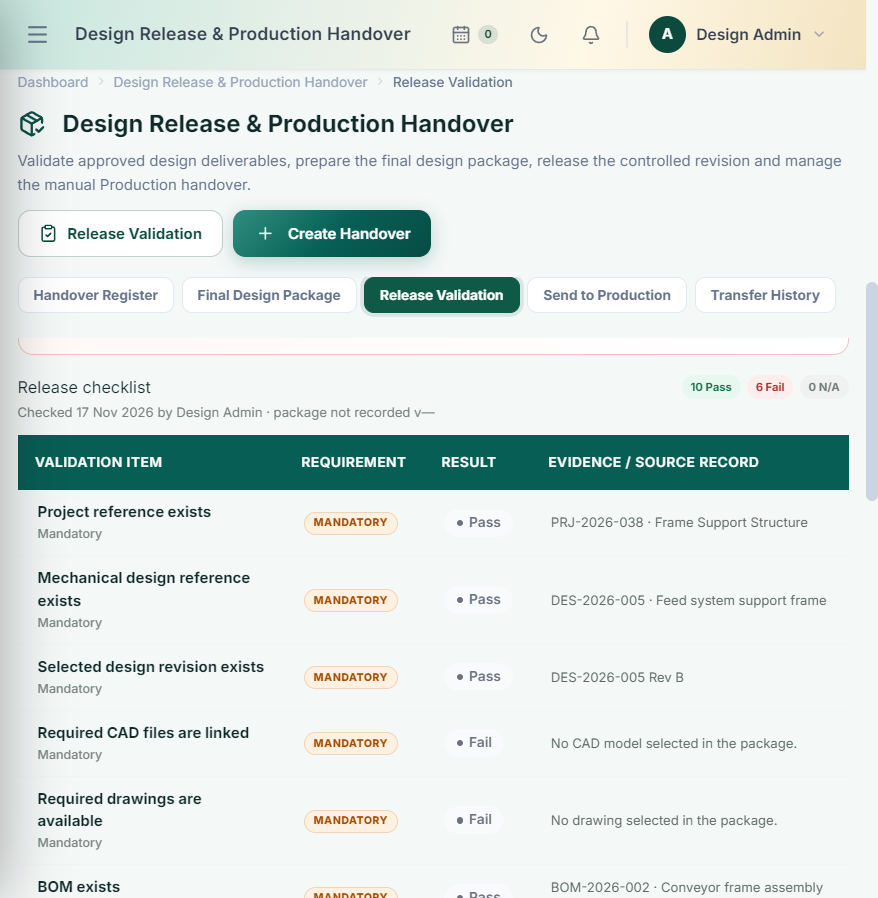 Design Release & Production Handover
0
A
Design Admin
Dashboard
Design Release & Production Handover
Release Validation
Design Release & Production Handover
Validate approved design deliverables, prepare the final design package, release the controlled revision and manage
the manual Production handover.
Release Validation
Create Handover
Handover Register
Final Design Package
Release Validation
Send to Production
Transfer History
Release checklist
10 Pass
6 Fail
0 N/A
Checked 17 Nov 2026 by Design Admin · package not recorded v—
VALIDATION ITEM
REQUIREMENT
RESULT
EVIDENCE / SOURCE RECORD
Project reference exists
Mandatory
MANDATORY
Pass
PRJ-2026-038 · Frame Support Structure
Mechanical design reference
exists
Mandatory
MANDATORY
Pass
DES-2026-005 · Feed system support frame
Selected design revision exists
Mandatory
MANDATORY
Pass
DES-2026-005 Rev B
Required CAD files are linked
Mandatory
MANDATORY
Fail
No CAD model selected in the package.
Required drawings are
available
Mandatory
MANDATORY
Fail
No drawing selected in the package.
BOM exists
MANDATORY
Pass
BOM-2026-002 · Conveyor frame assembly